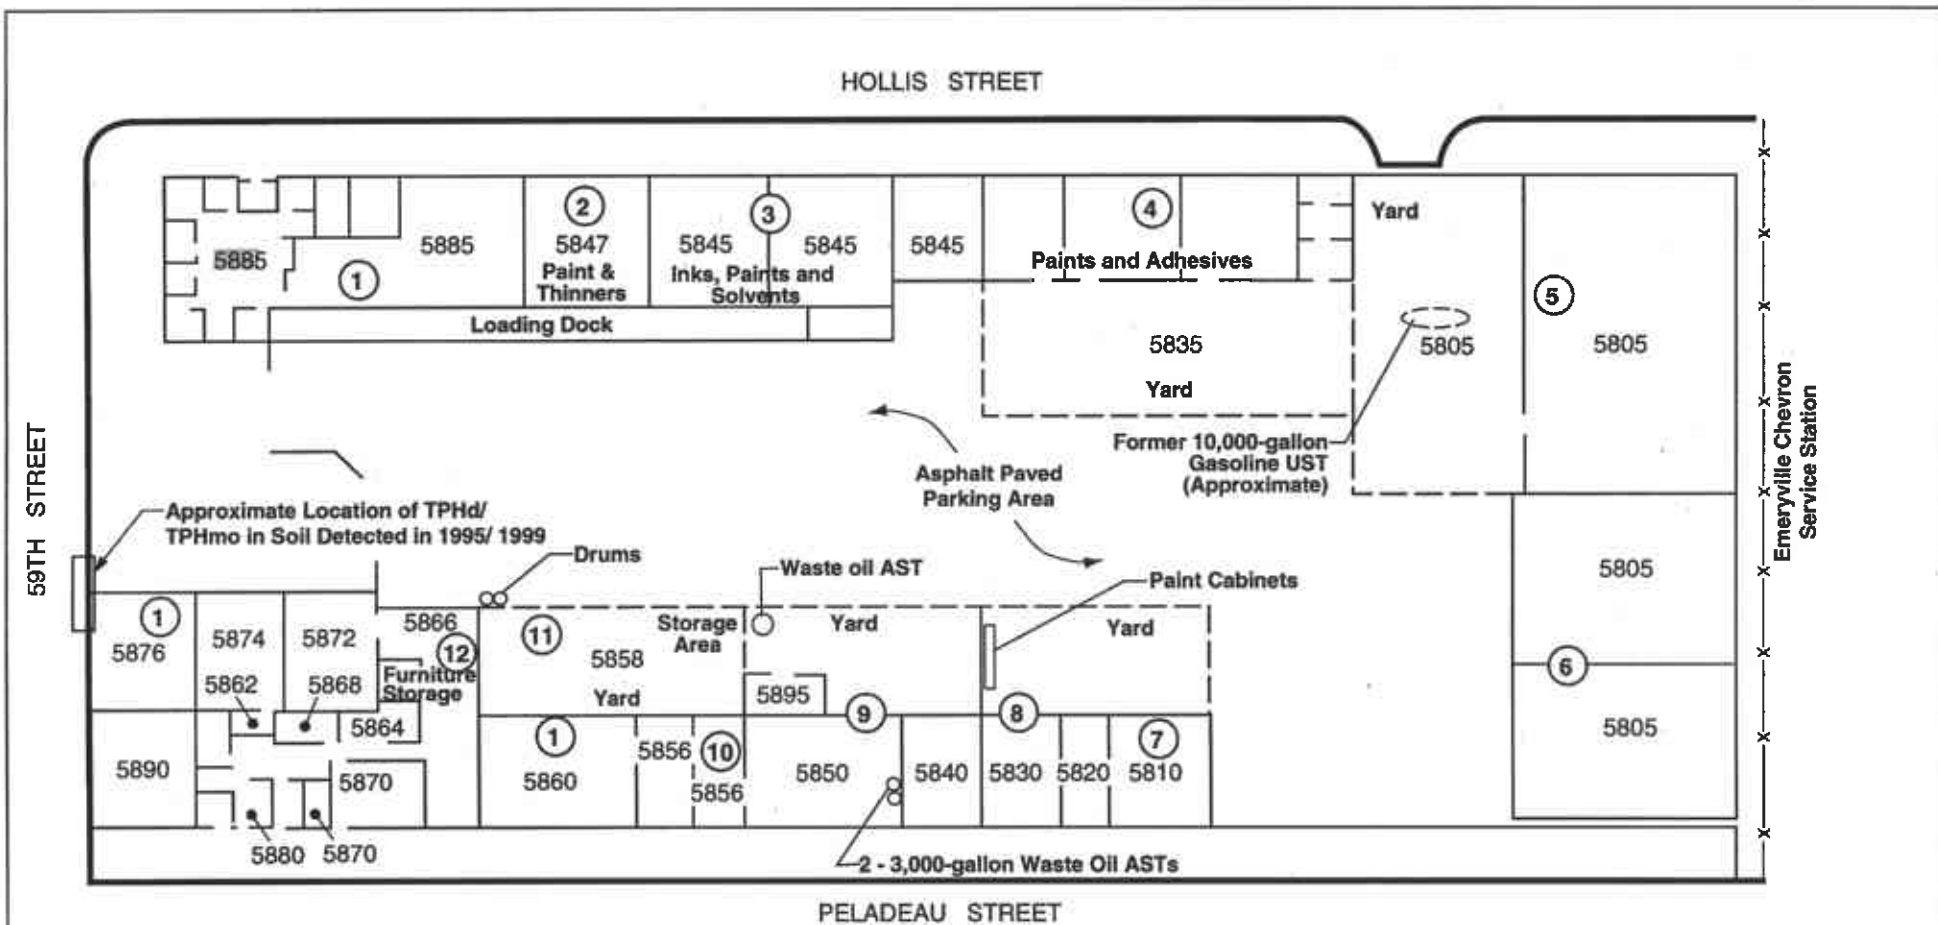 HOLLIS STREET
2
3
4
Yard
5885
1
5885
5847
Paint &
Thinners
5845
5845
Inks, Paints and
Solvents
5845
Paints and Adhesives
5
Loading Dock
5835
Yard
5805
5805
Former 10,000-gallon
Gasoline UST
(Approximate)
Asphalt Paved
Parking Area
Emeryville Chevron
Service Station
59TH STREET
Approximate Location of TPHd/
TPHmo in Soil Detected in 1995/ 1999
Drums
Waste oil AST
Paint Cabinets
5805
1
5876
5874
5872
5866
12
Furniture
Storage
11
5858
Storage
Area
Yard
Yard
Yard
5862
5868
5864
5895
9
8
6
5805
5890
5870
1
5860
5856
10
5856
5850
5840
5830
5820
7
5810
5880
5870
2 - 3,000-gallon Waste Oil ASTs
PELADEAU STREET
X
X
X
X
X
X
X
X